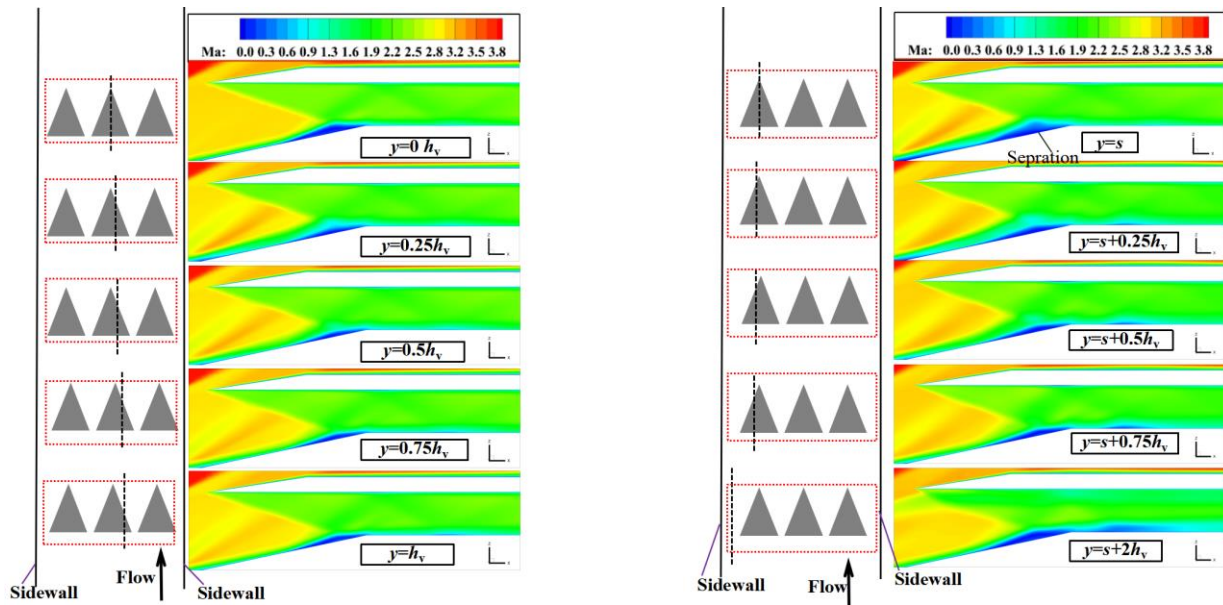 Ma: 0.0 0.3 0.6 0.9 1.3 1.6 1.9 2.2 2.5 2.8 3.2 3.5 3.8
y=0 hv
y=0.25hv
y=0.5hv
y=0.75hv
y=hv
Flow
Sidewall
Sidewall
Ma: 0.0 0.3 0.6 0.9 1.3 1.6 1.9 2.2 2.5 2.8 3.2 3.5 3.8
y=s
Sepration
y=s+0.25hv
y=s+0.5hv
y=s+0.75hv
y=s+2hv
Sidewall
Flow
Sidewall